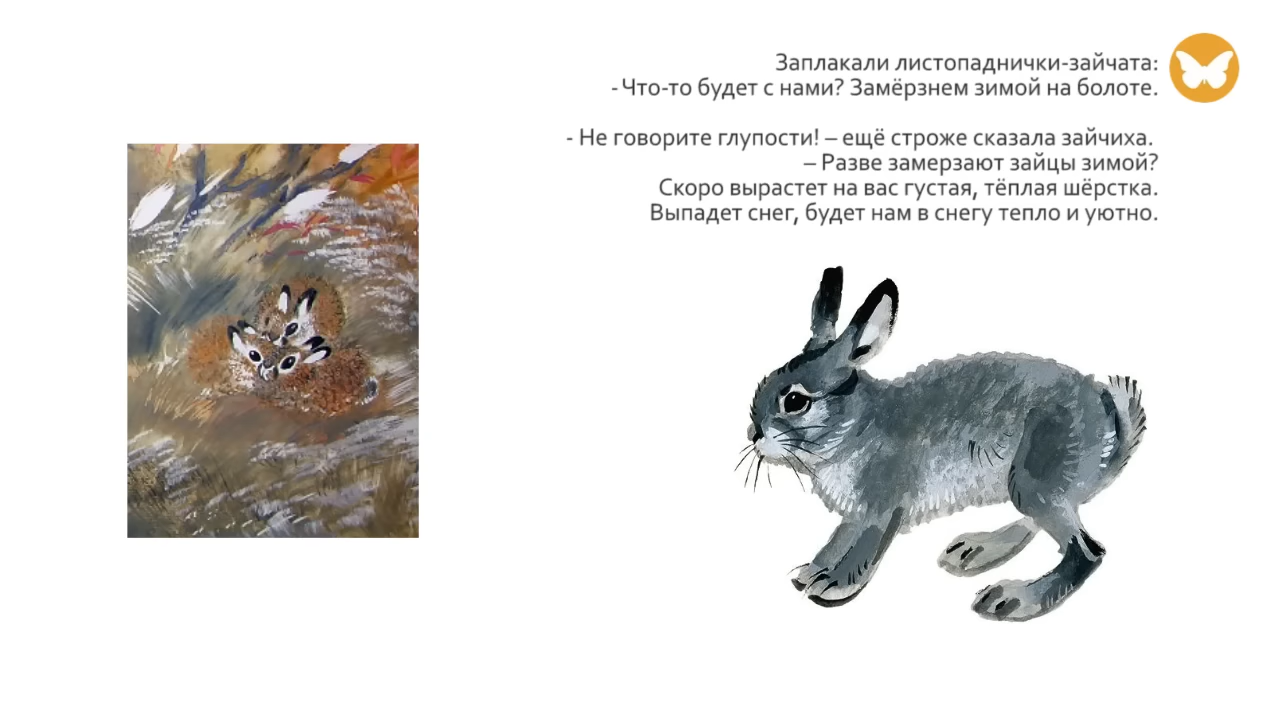 Заплакали листопаднички-зайчата:
- Что-то будет с нами? Замёрзнем зимой на болоте.
- Не говорите глупости! – ещё строже сказала зайчиха.
– Разве замерзают зайцы зимой?
Скоро вырастет на вас густая, тёплая шёрстка.
Выпадет снег, будет нам в снегу тепло и уютно.